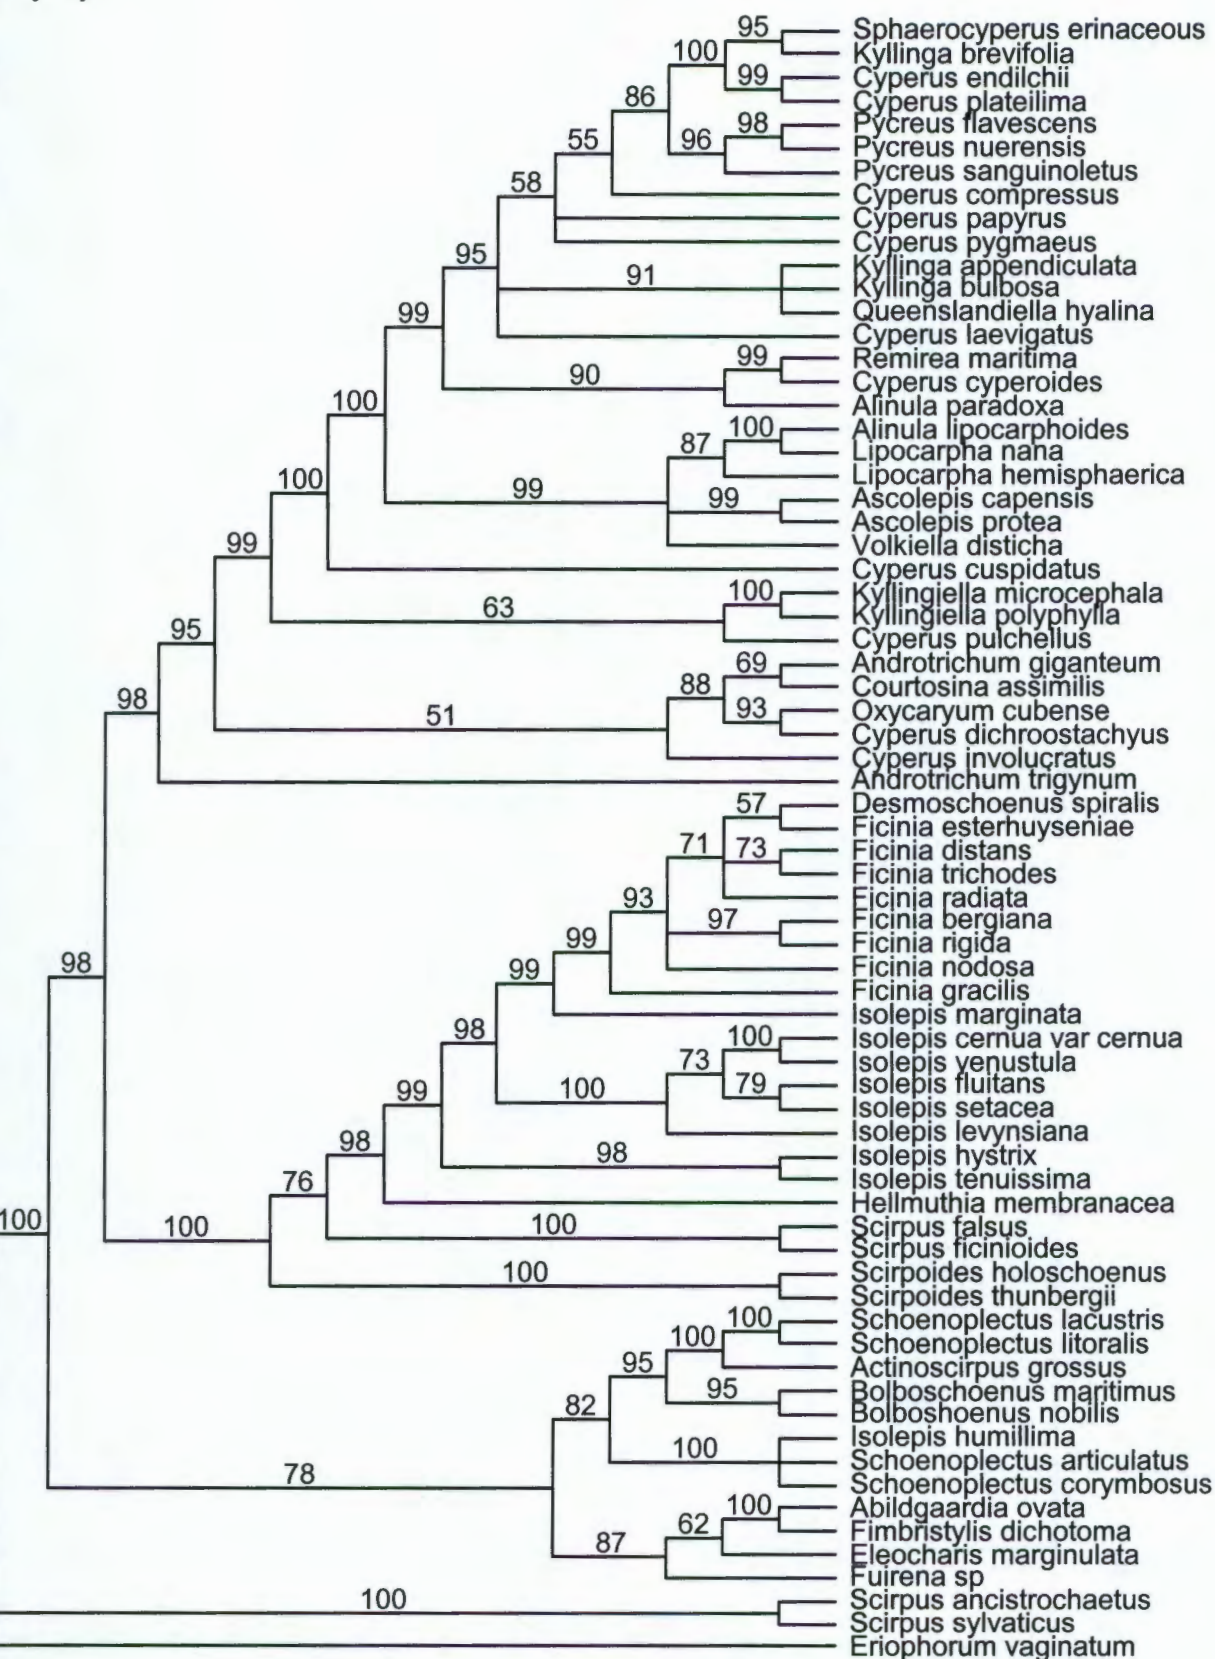 95 Sphaerocyperus erinaceous
100 Kyllinga brevifolia
99 Cyperus endilchii
86 Cyperus plateilima
98 Pycreus flavescens
55 96 Pycreus nuerensis
Pycreus sanguinoletus
58 Cyperus compressus
Cyperus papyrus
95 Cyperus pygmaeus
Kyllinga appendiculata
91 Kyllinga bulbosa
99 Queenslandiella hyalina
Cyperus laevigatus
99 Remirea maritima
90 Cyperus cyperoides
100 Alinula paradoxa
100 Alinula lipocarphoides
87 Lipocarpha nana
100 Lipocarpha hemisphaerica
99 99 Ascolepis capensis
Ascolepis protea
99 Volkiella disticha
Cyperus cuspidatus
100 Kyllingiella microcephala
63 Kyllingiella polyphylla
95 Cyperus pulchellus
69 Androtrichum giganteum
88 Courtosina assimilis
98 93 Oxycaryum cubense
51 Cyperus dichroostachyus
Cyperus involucratus
Androtrichum trigynum
57 Desmoschoenus spiralis
Ficinia esterhuyseniae
71 73 Ficinia distans
Ficinia trichodes
93 Ficinia radiata
97 Ficinia bergiana
99 Ficinia rigida
98 99 Ficinia nodosa
Ficinia gracilis
Isolepis marginata
98 100 Isolepis cernua var cernua
73 Isolepis venustula
99 100 79 Isolepis fluitans
Isolepis setacea
98 Isolepis levynsiana
98 Isolepis hystrix
76 Isolepis tenuissima
Hellmuthia membranacea
100 100 100 Scirpus falsus
Scirpus ficinioides
100 Scirpoides holoschoenus
Scirpoides thunbergii
100 Schoenoplectus lacustris
100 Schoenoplectus litoralis
95 Actinoscirpus grossus
95 Bolboschoenus maritimus
82 Bolboshoenus nobilis
Isolepis humillima
100 Schoenoplectus articulatus
78 Schoenoplectus corymbosus
100 Abildgaardia ovata
62 Fimbristylis dichotoma
87 Eleocharis marginulata
Fuirena sp
100 Scirpus ancistrochaetus
Scirpus sylvaticus
Eriophorum vaginatum